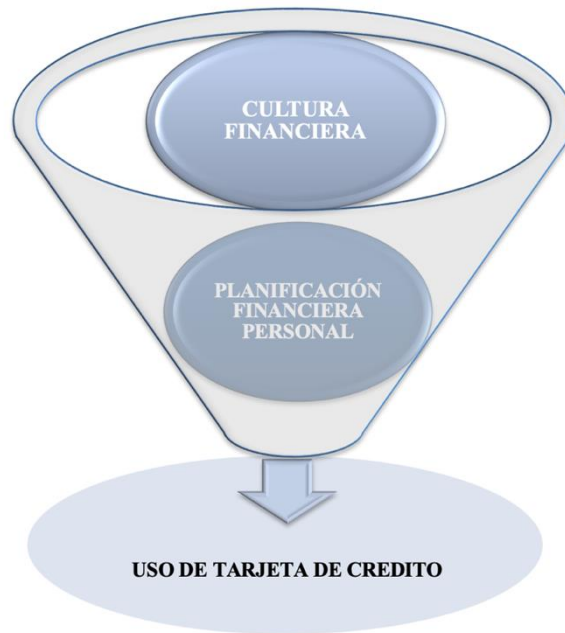 CULTURA
FINANCIERA
PLANIFICACIÓN
FINANCIERA
PERSONAL
USO DE TARJETA DE CREDITO